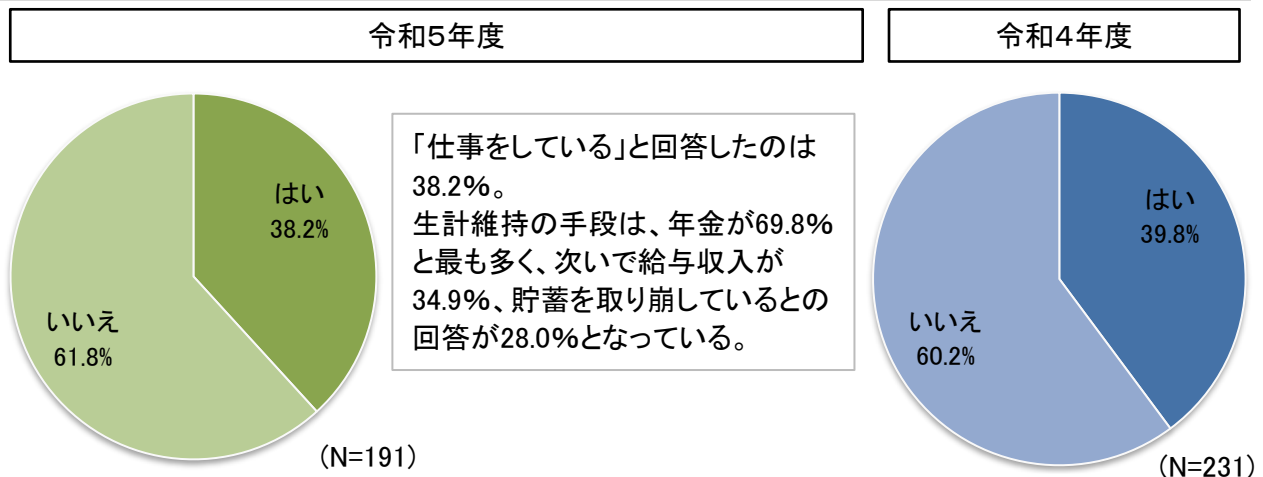 令和5年度
はい
38.2%
いいえ
61.8%
(N=191)
「仕事をしている」と回答したのは
38.2%。
生計維持の手段は、年金が69.8%
と最も多く、次いで給与収入が
34.9%、貯蓄を取り崩しているとの
回答が28.0%となっている。
令和4年度
はい
39.8%
いいえ
60.2%
(N=231)